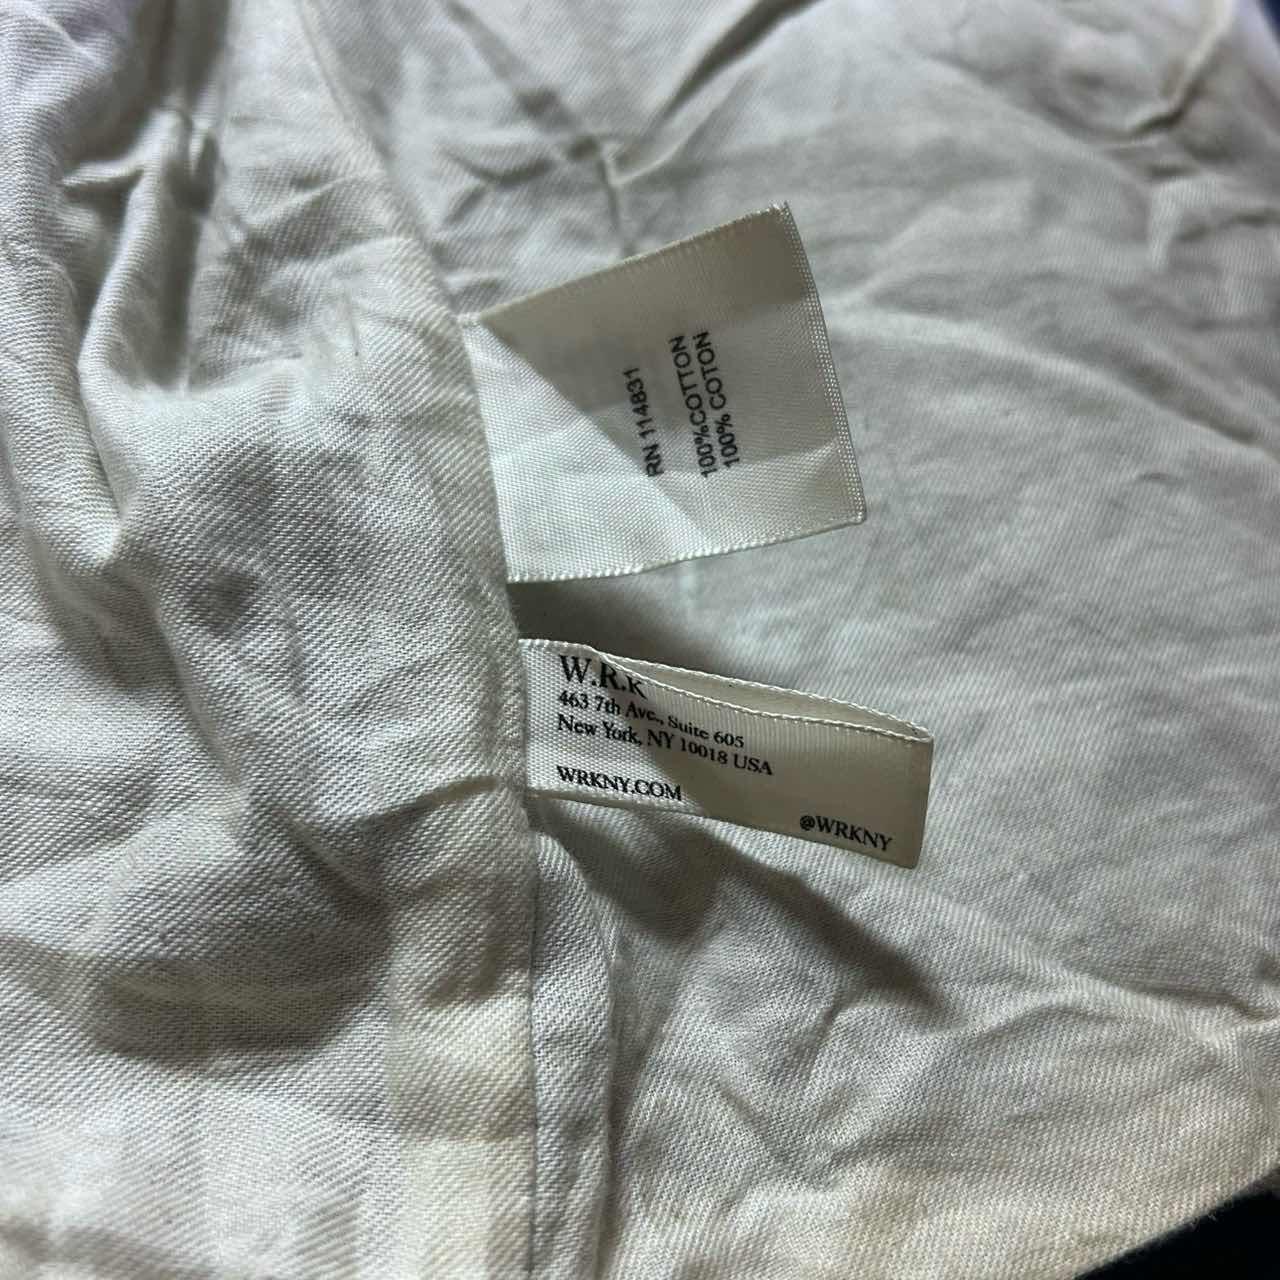 RN 114831
100%COTTON
100% COTON
W.R.K
463 7th Ave., Suite 605
New York, NY 10018 USA
WRKNY.COM
@WRKNY